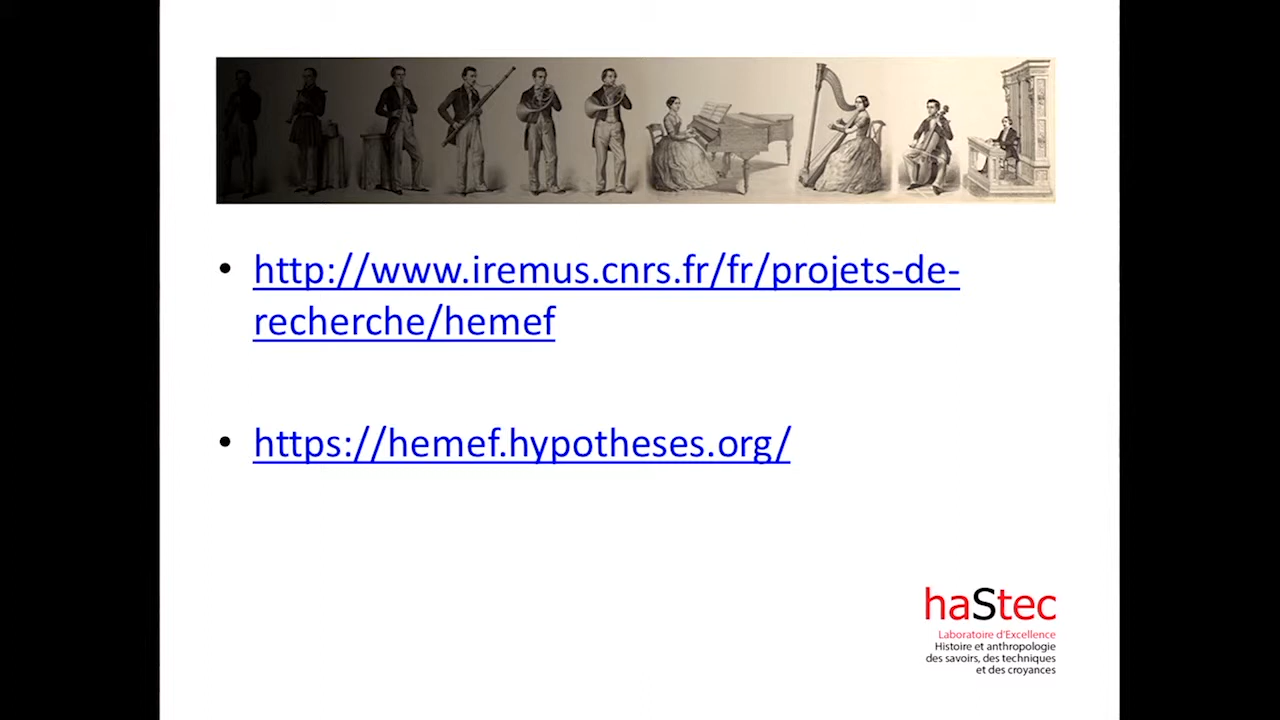 • http://www.iremus.cnrs.fr/fr/projets-de-
recherche/hemef
• https://hemef.hypotheses.org/
haStec
Laboratoire d'Excellence
Histoire et anthropologie
des savoirs, des techniques
et des croyances